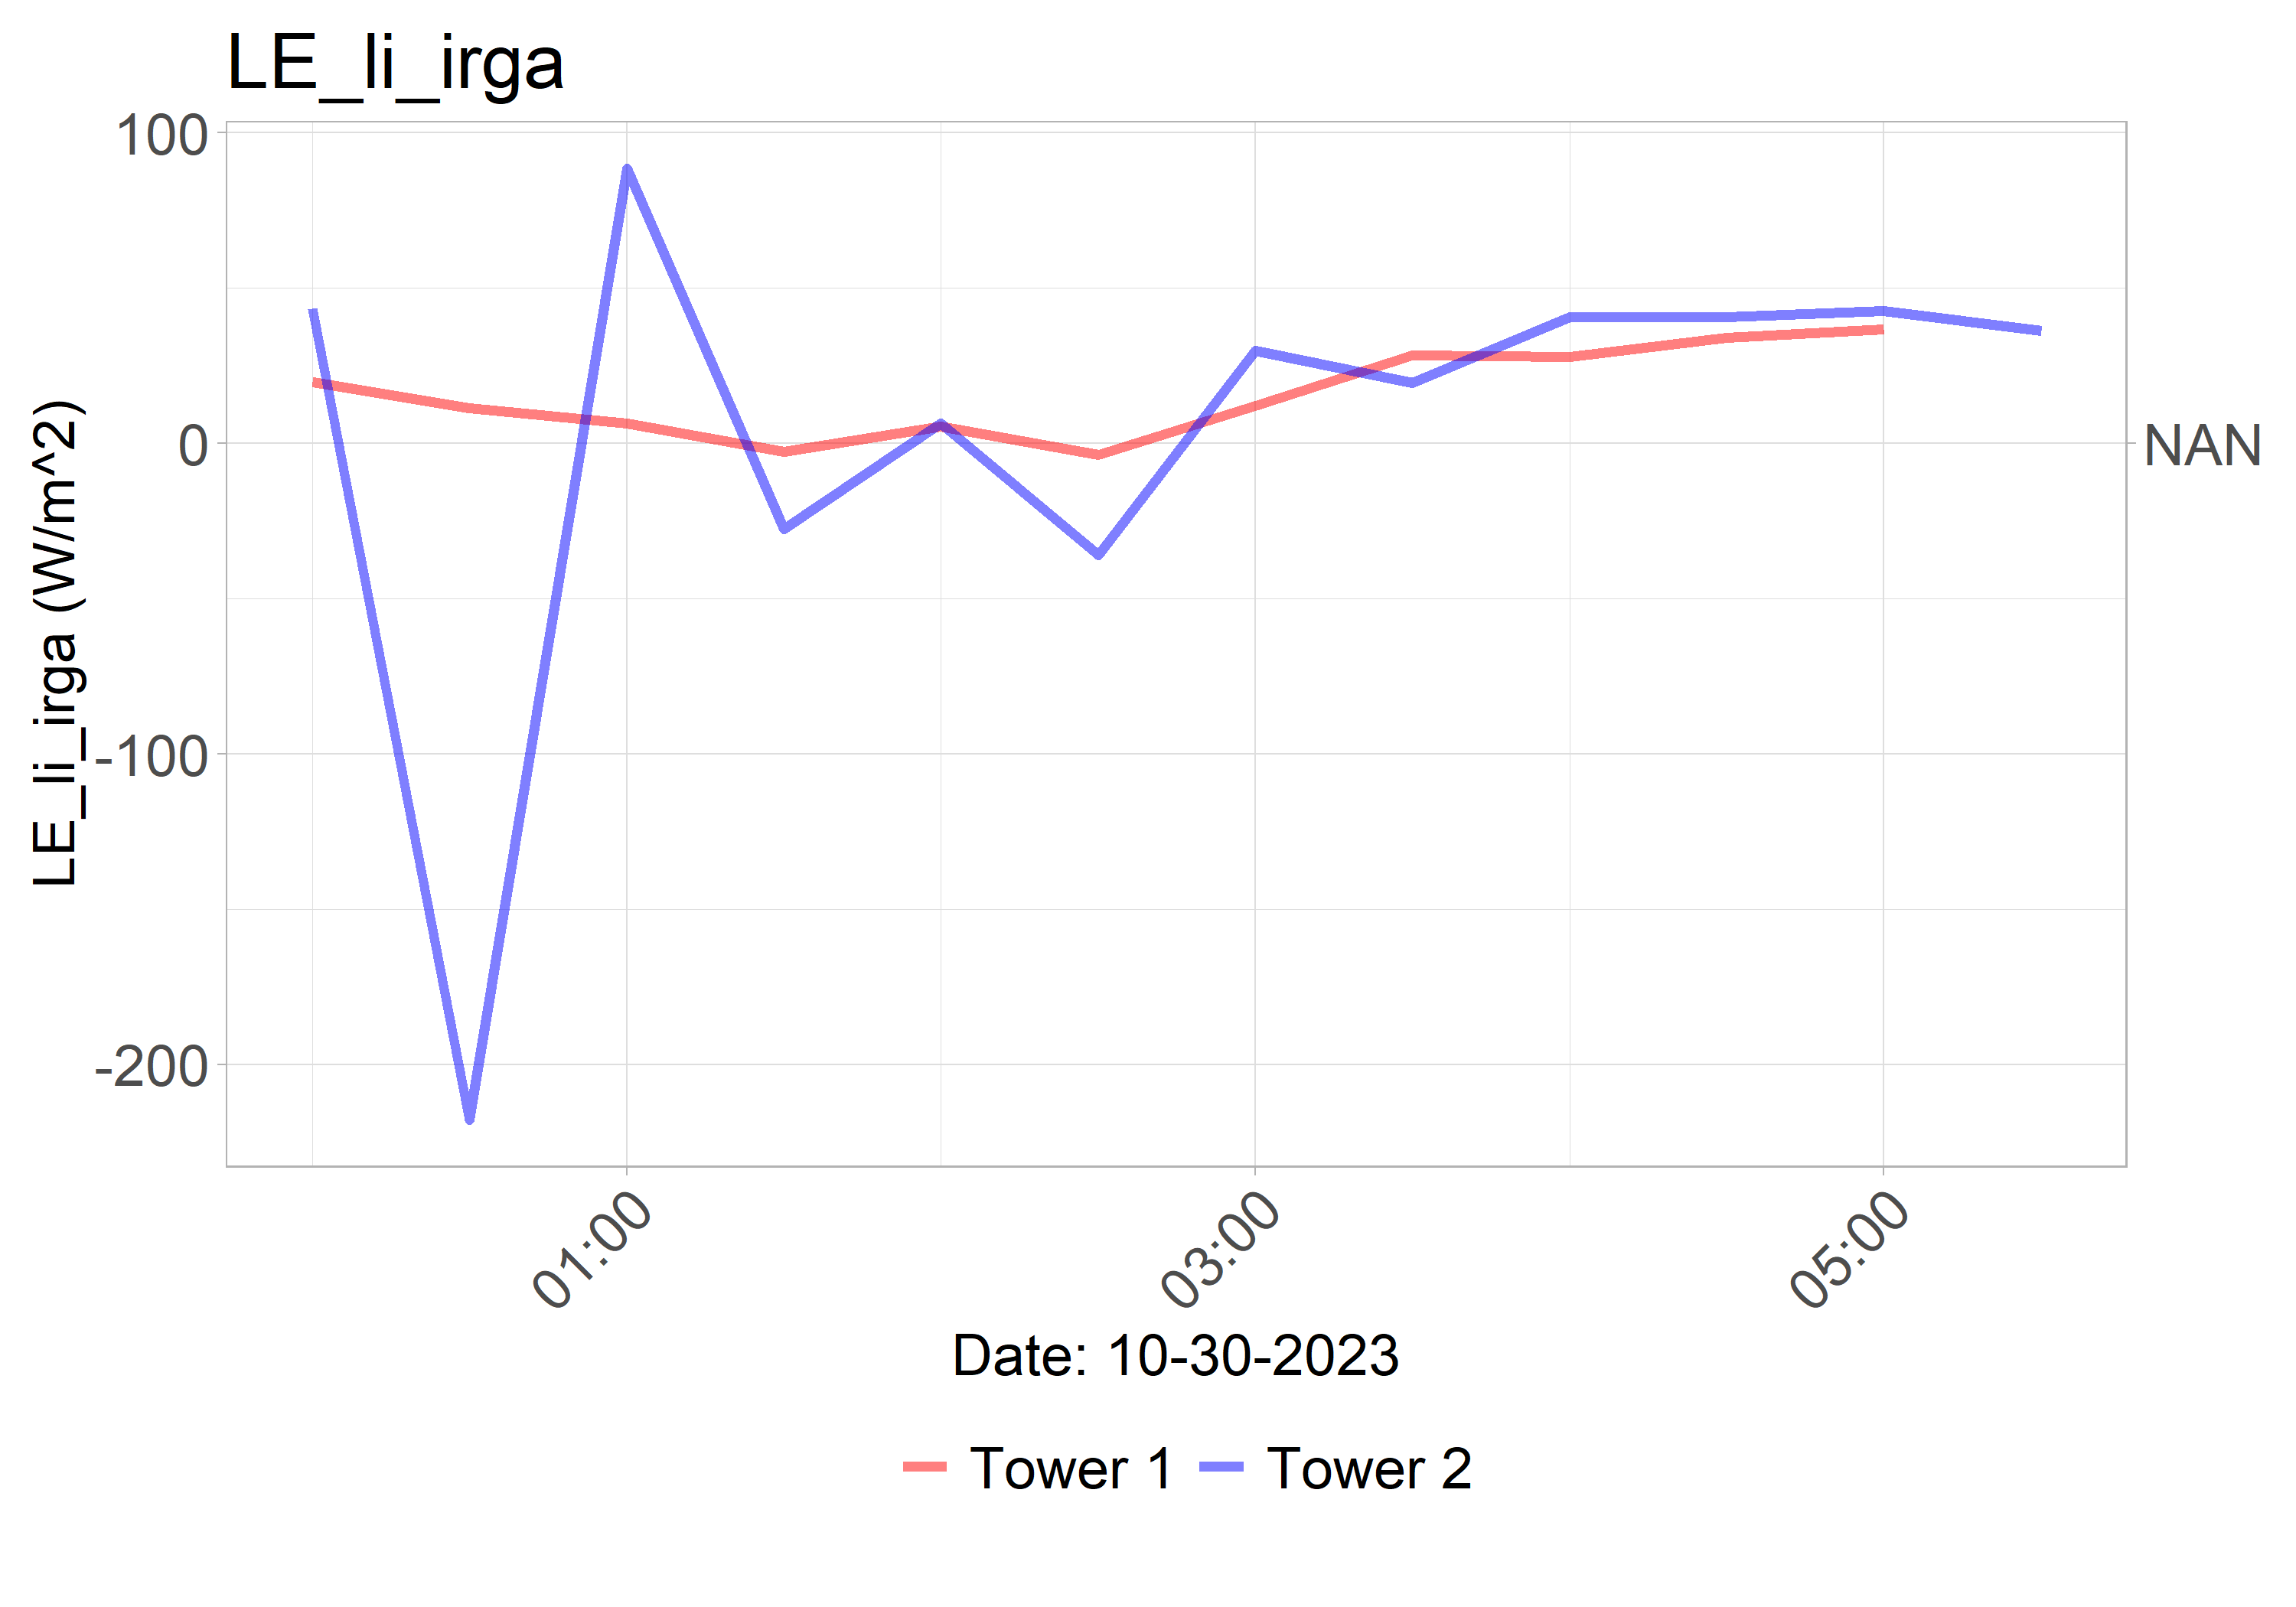 LE_li_irga
100
0
-100
-200
LE_li_irga (W/m^2)
NAN
01:00
03:00
05:00
Date: 10-30-2023
Tower 1
Tower 2